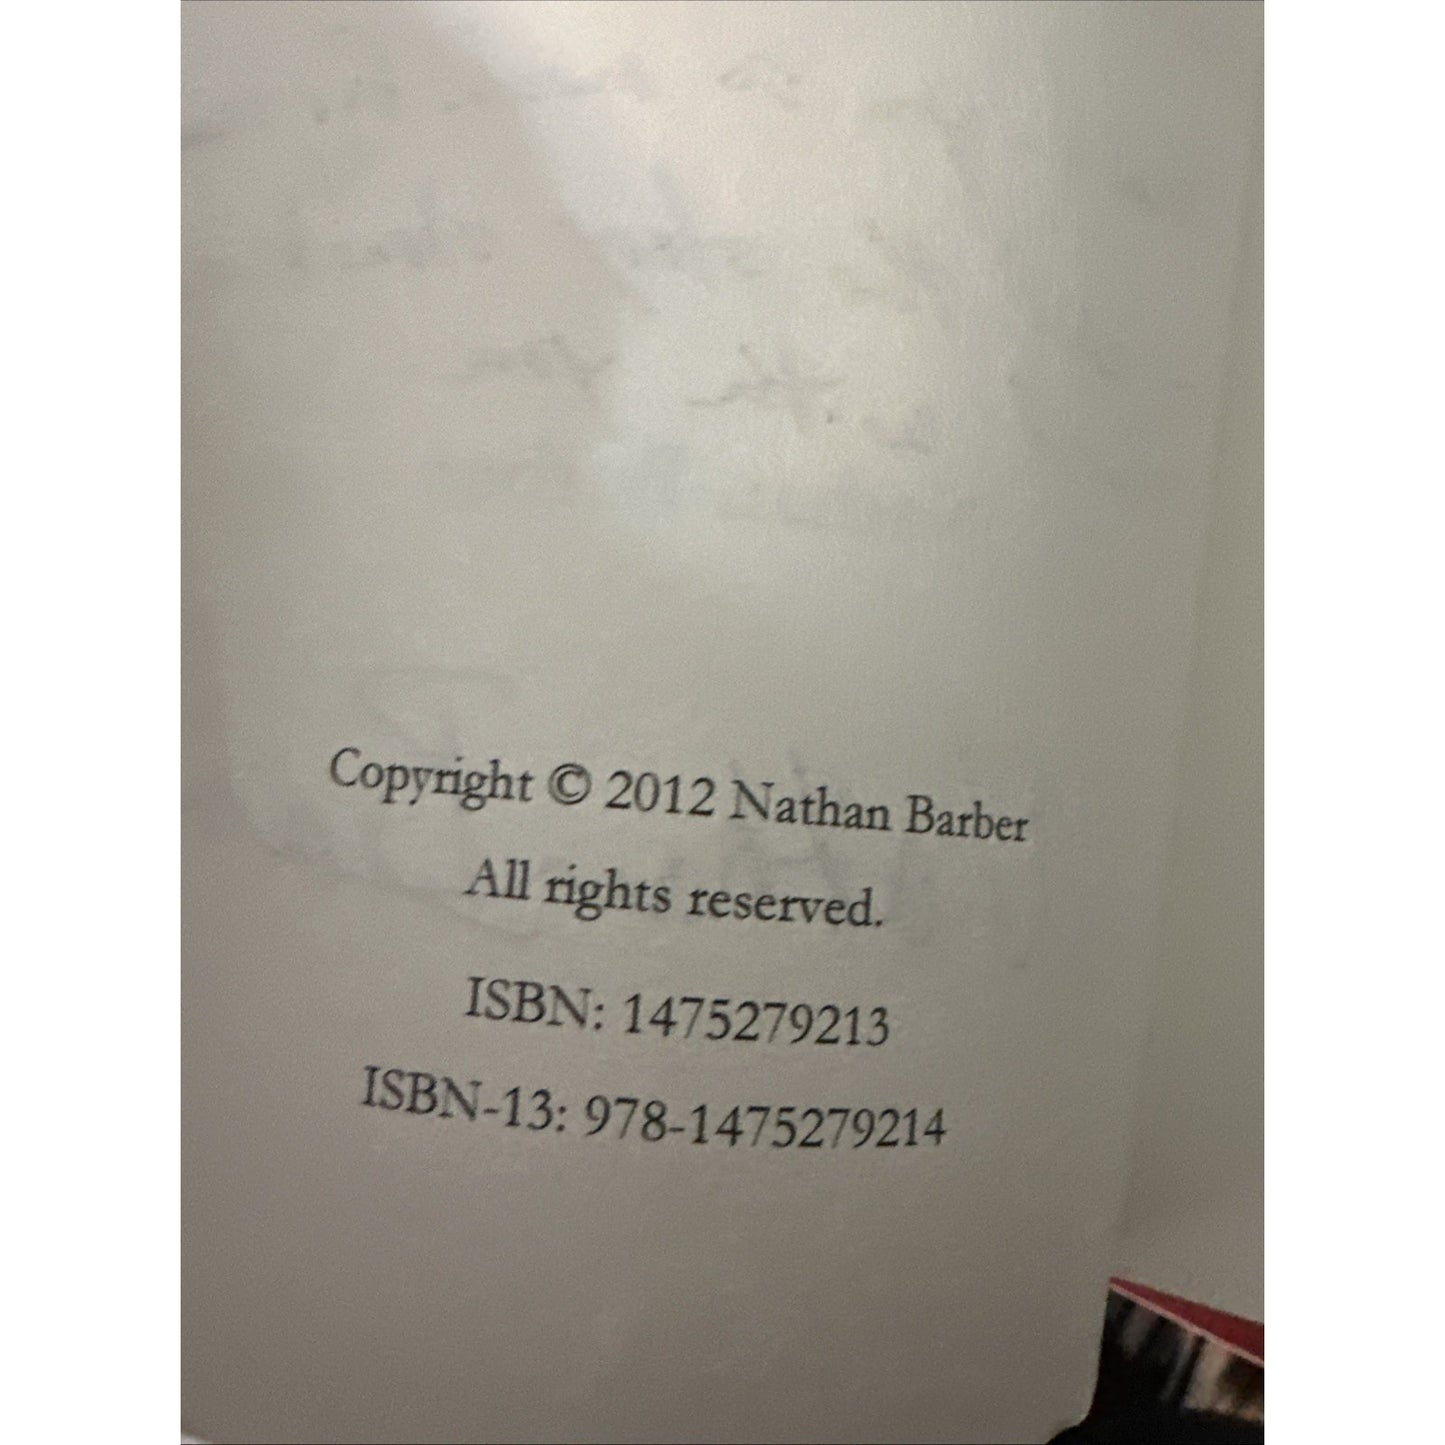 Copyright © 2012 Nathan Barber
All rights reserved.
ISBN: 1475279213
ISBN-13: 978-1475279214